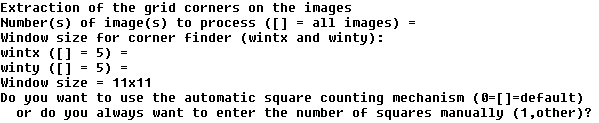 Extraction of the grid corners on the images
Number(s) of image(s) to process ([] = all images) =
Window size for corner finder (wintx and winty):
wintx ([] = 5) =
winty ([] = 5) =
Window size = 11x11
Do you want to use the automatic square counting mechanism (0=[]=default)
or do you always want to enter the number of squares manually (1,other)?